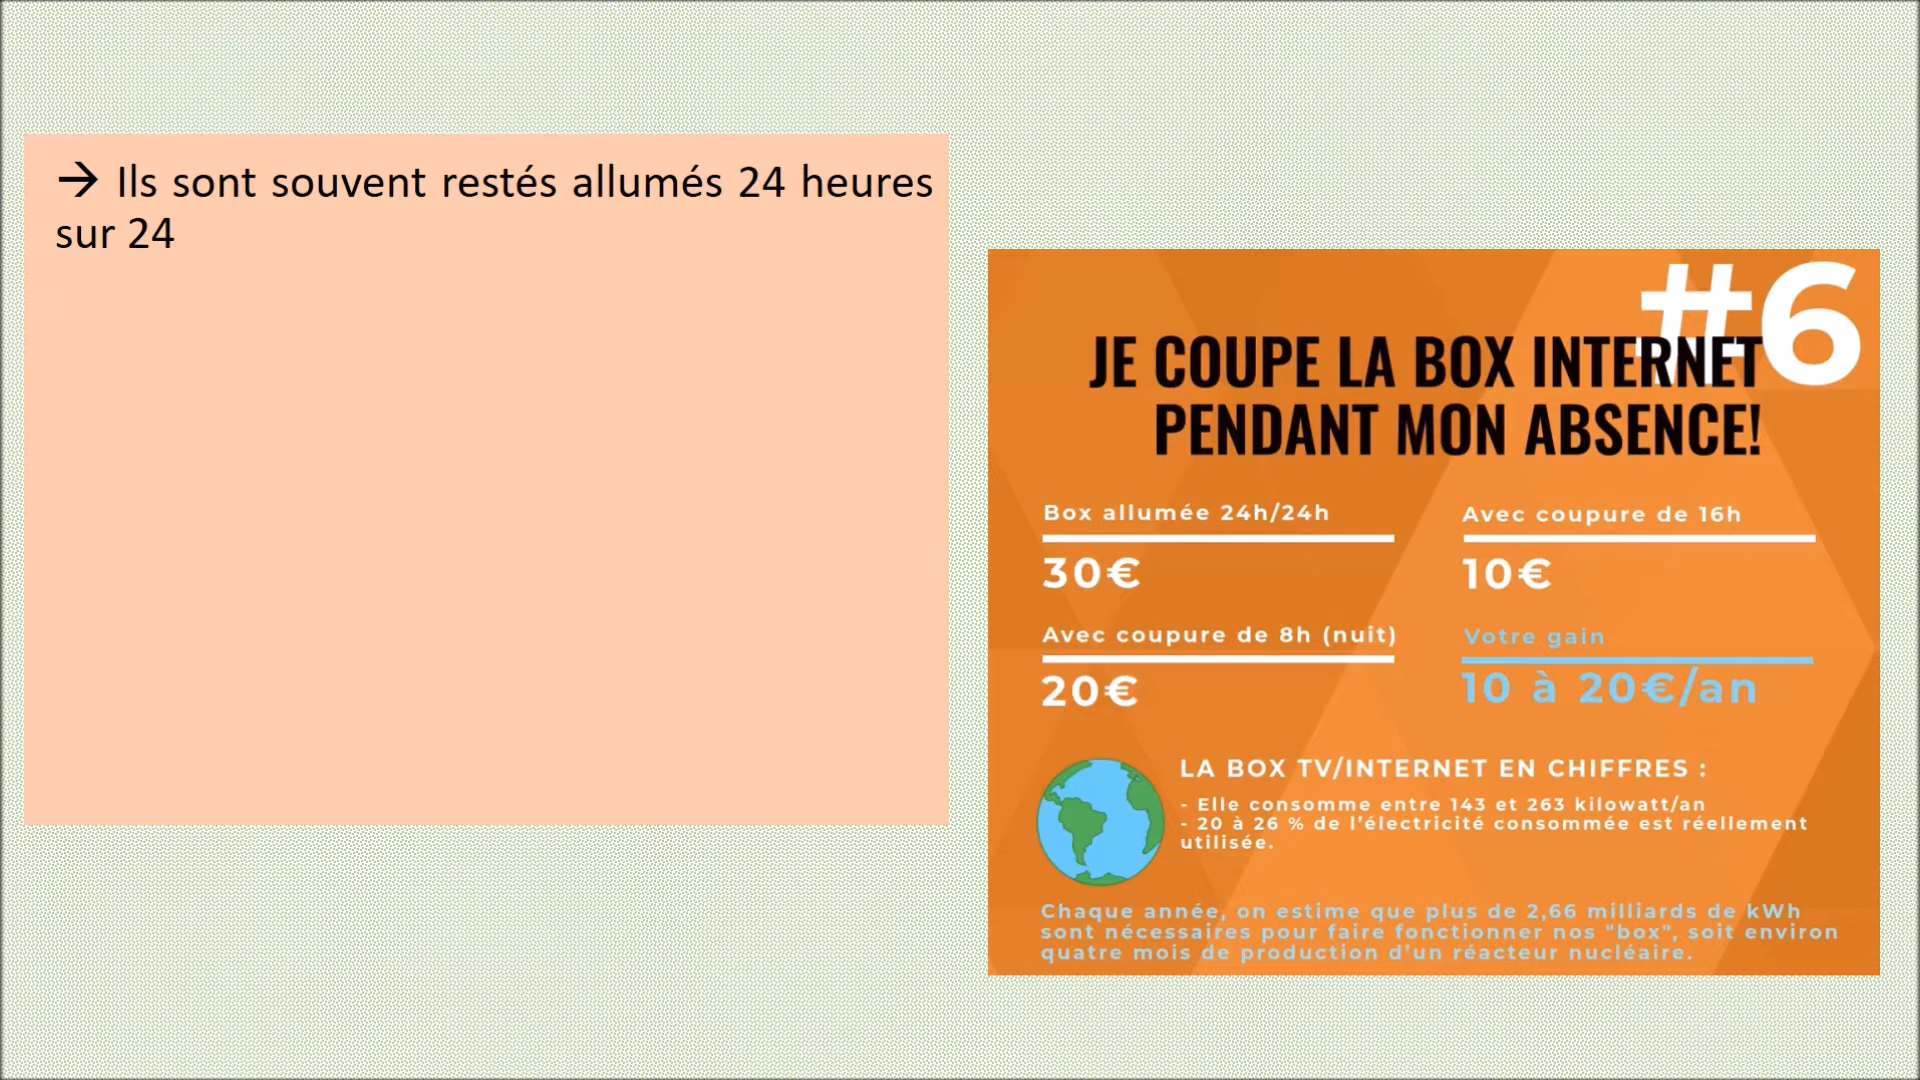 → Ils sont souvent restés allumés 24 heures
sur 24
#6
JE COUPE LA BOX INTERNET
PENDANT MON ABSENCE!
Box allumée 24h/24h
30€
Avec coupure de 16h
10€
Avec coupure de 8h (nuit)
20€
Votre gain
10 à 20€/an
LA BOX TV/INTERNET EN CHIFFRES :
- Elle consomme entre 143 et 263 kilowatt/an
- 20 à 26 % de l'électricité consommée est réellement
utilisée.
Chaque année, on estime que plus de 2,66 milliards de kWh
sont nécessaires pour faire fonctionner nos "box", soit environ
quatre mois de production d'un réacteur nucléaire.